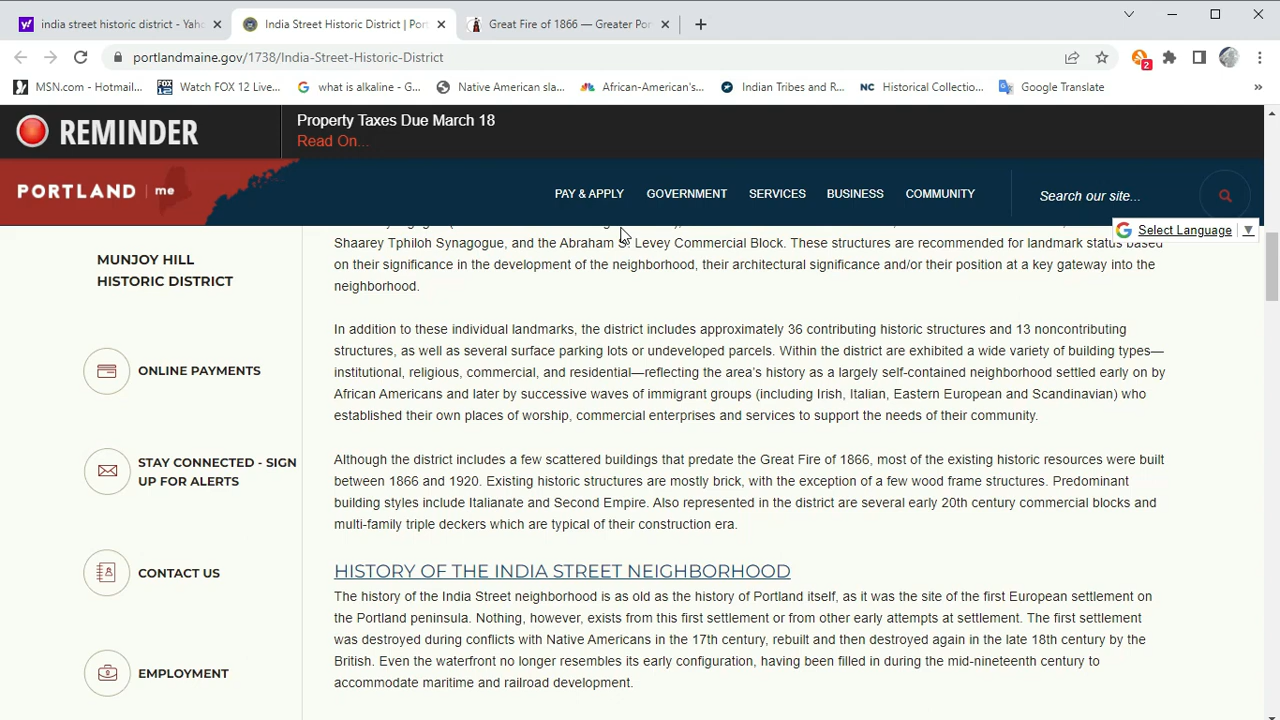 india street historic district - Yaho
India Street Historic District | Por
Great Fire of 1866 — Greater Por
portlandmaine.gov/1738/India-Street-Historic-District
2
MSN.com - Hotmail...
Watch FOX 12 Live...
what is alkaline - G...
Native American sla...
African-American's...
Indian Tribes and R...
NC Historical Collectio...
Google Translate
»
REMINDER
Property Taxes Due March 18
Read On...
PORTLAND | me
PAY & APPLY
GOVERNMENT
SERVICES
BUSINESS
COMMUNITY
Search our site...
Select Language
Shaarey Tphiloh Synagogue, and the Abraham S. Levey Commercial Block. These structures are recommended for landmark status based
on their significance in the development of the neighborhood, their architectural significance and/or their position at a key gateway into the
neighborhood.
In addition to these individual landmarks, the district includes approximately 36 contributing historic structures and 13 noncontributing
structures, as well as several surface parking lots or undeveloped parcels. Within the district are exhibited a wide variety of building types—
institutional, religious, commercial, and residential—reflecting the area's history as a largely self-contained neighborhood settled early on by
African Americans and later by successive waves of immigrant groups (including Irish, Italian, Eastern European and Scandinavian) who
established their own places of worship, commercial enterprises and services to support the needs of their community.
Although the district includes a few scattered buildings that predate the Great Fire of 1866, most of the existing historic resources were built
between 1866 and 1920. Existing historic structures are mostly brick, with the exception of a few wood frame structures. Predominant
building styles include Italianate and Second Empire. Also represented in the district are several early 20th century commercial blocks and
multi-family triple deckers which are typical of their construction era.
HISTORY OF THE INDIA STREET NEIGHBORHOOD
The history of the India Street neighborhood is as old as the history of Portland itself, as it was the site of the first European settlement on
the Portland peninsula. Nothing, however, exists from this first settlement or from other early attempts at settlement. The first settlement
was destroyed during conflicts with Native Americans in the 17th century, rebuilt and then destroyed again in the late 18th century by the
British. Even the waterfront no longer resembles its early configuration, having been filled in during the mid-nineteenth century to
accommodate maritime and railroad development.
MUNJOY HILL
HISTORIC DISTRICT
ONLINE PAYMENTS
STAY CONNECTED - SIGN
UP FOR ALERTS
CONTACT US
EMPLOYMENT